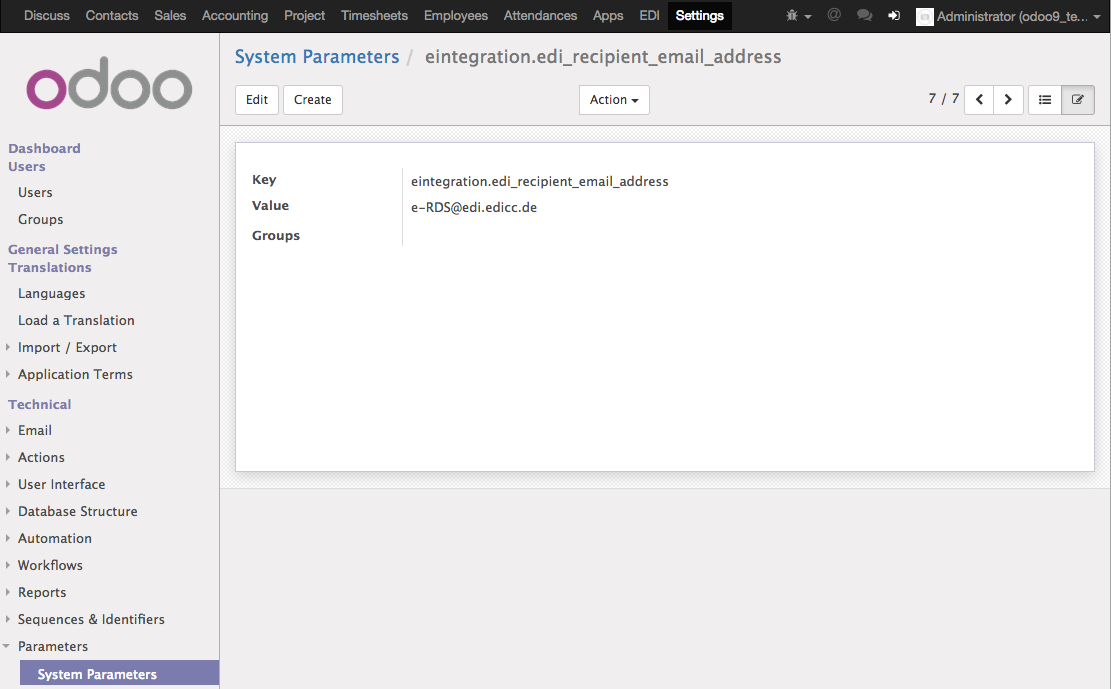 Discuss Contacts Sales Accounting Project Timesheets Employees Attendances Apps EDI Settings @ Administrator (odoo9_te...
odoo
System Parameters / eintegration.edi_recipient_email_address
Edit Create Action 7 / 7
Dashboard
Users
Users
Groups
General Settings
Translations
Languages
Load a Translation
Import / Export
Application Terms
Technical
Email
Actions
User Interface
Database Structure
Automation
Workflows
Reports
Sequences & Identifiers
Parameters
System Parameters
Key eintegration.edi_recipient_email_address
Value e-RDS@edi.edicc.de
Groups